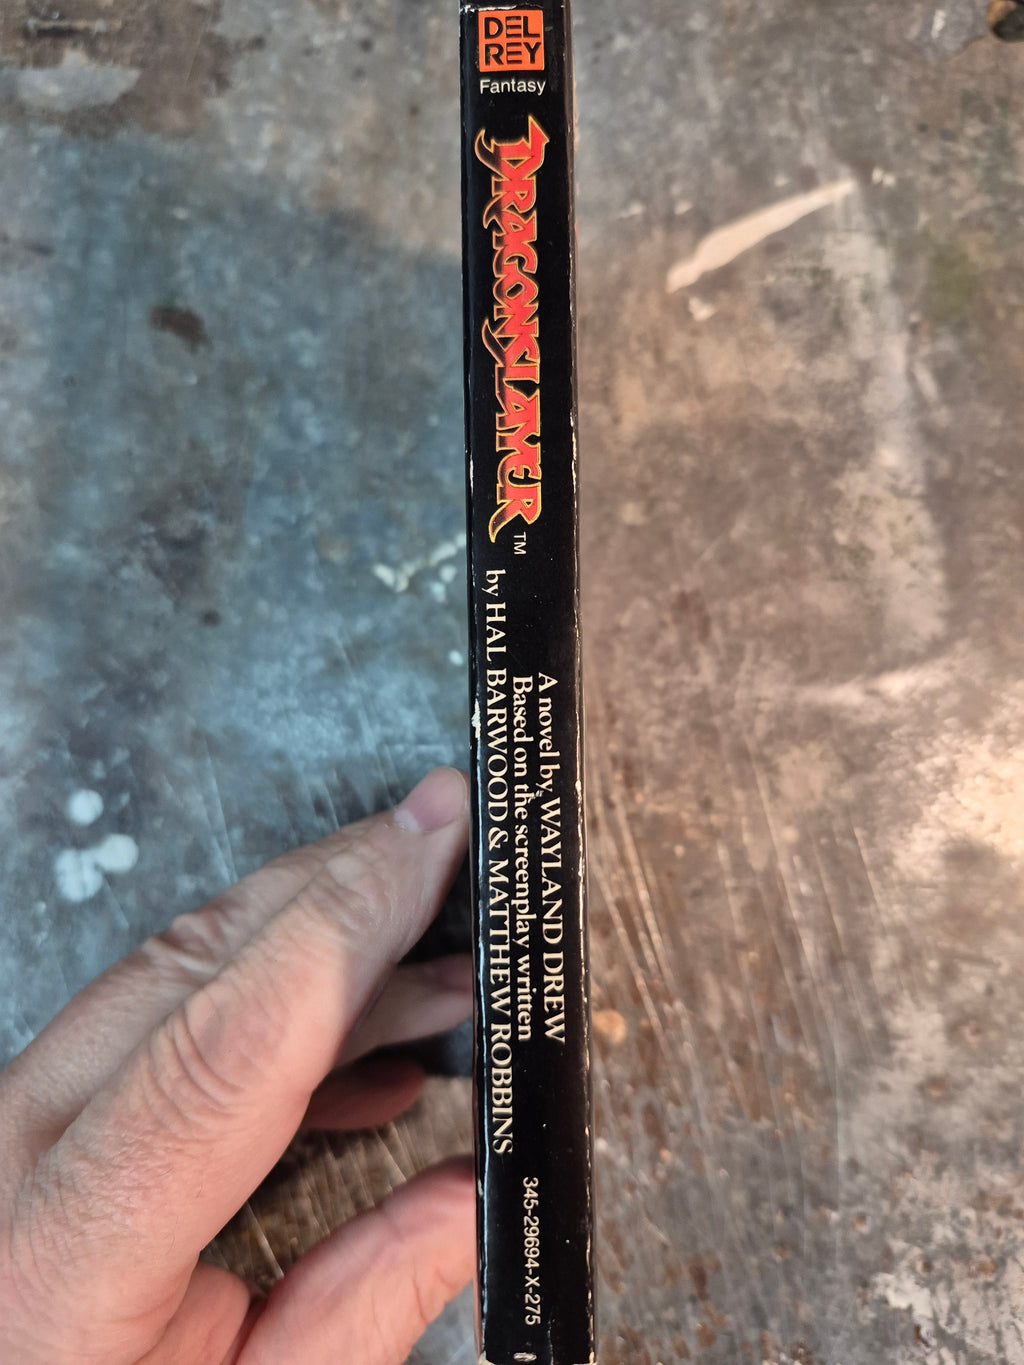 DEL
REY
Fantasy
DRAGONSLAYER
TM
A novel by WAYLAND DREW
Based on the screenplay written
by HAL BARWOOD & MATTHEW ROBBINS
345-29694-X-275